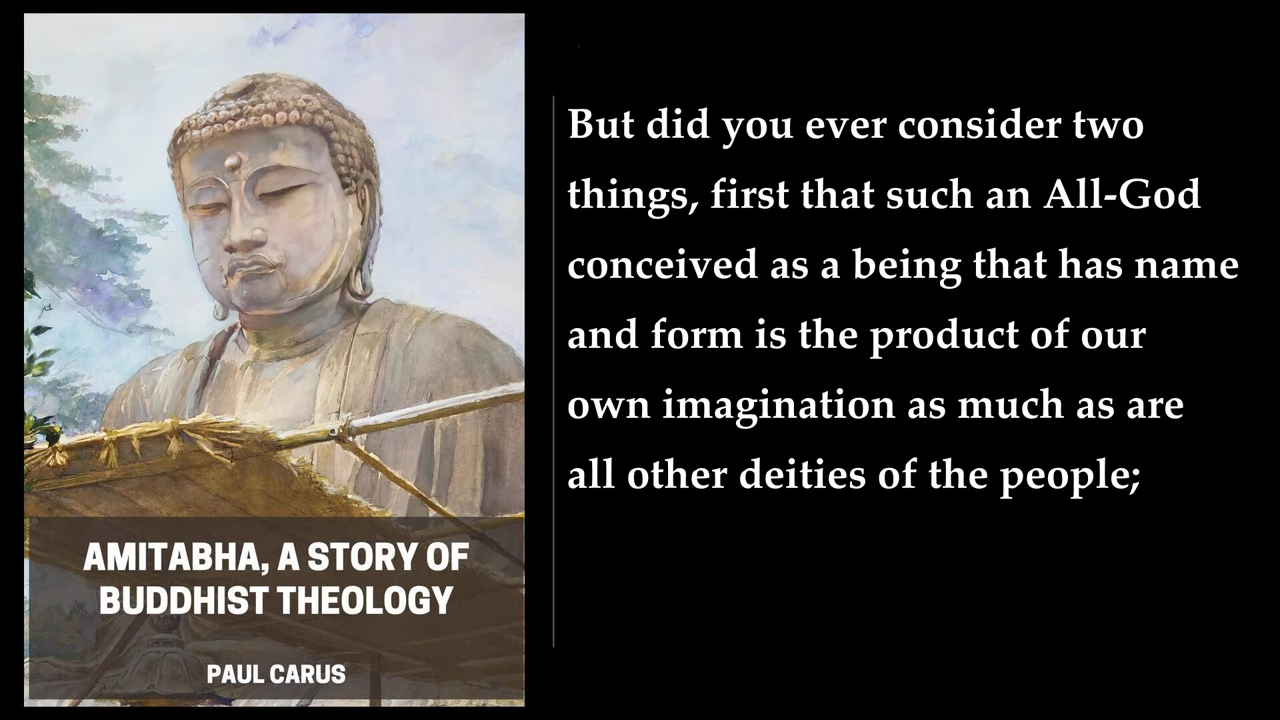 AMITABHA, A STORY OF
BUDDHIST THEOLOGY
PAUL CARUS
But did you ever consider two
things, first that such an All-God
conceived as a being that has name
and form is the product of our
own imagination as much as are
all other deities of the people;